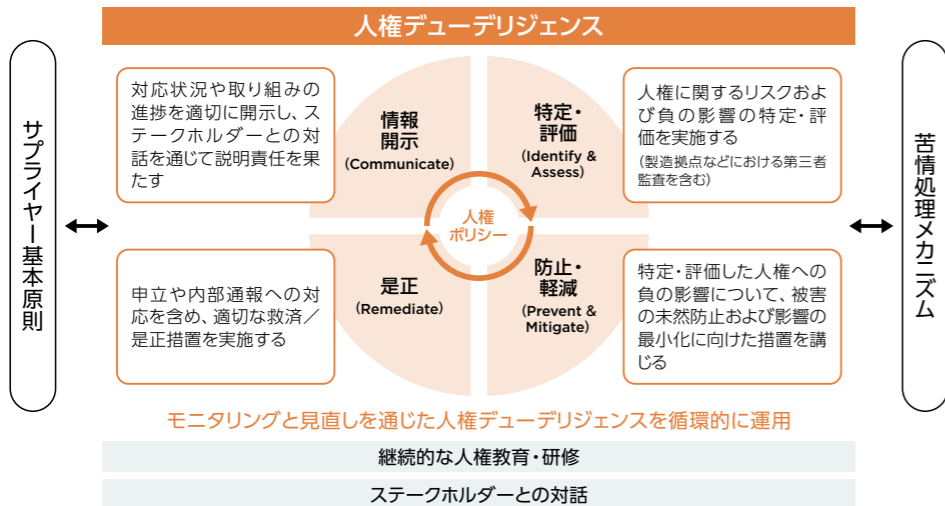 人権デューデリジェンス
サプライヤー基本原則
対応状況や取り組みの
進捗を適切に開示し、ス
テークホルダーとの対
話を通じて説明責任を果
たす
情報
開示
(Communicate)
特定・
評価
(Identify &
Assess)
人権に関するリスクおよ
び負の影響の特定・評
価を実施する
(製造拠点などにおける第三者
監査を含む)
人権
ポリシー
申立や内部通報への対
応を含め、適切な救済／
是正措置を実施する
是正
(Remediate)
防止・
軽減
(Prevent &
Mitigate)
特定・評価した人権への
負の影響について、被害
の未然防止および影響の
最小化に向けた措置を講
じる
苦情処理メカニズム
モニタリングと見直しを通じた人権デューデリジェンスを循環的に運用
継続的な人権教育・研修
ステークホルダーとの対話